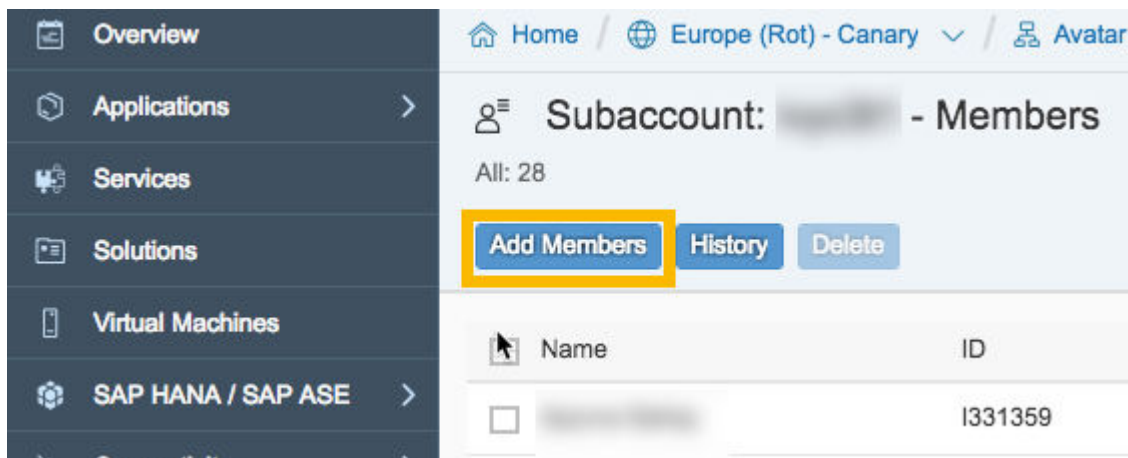 Overview
Applications
Services
Solutions
Virtual Machines
SAP HANA / SAP ASE
Home / Europe (Rot) - Canary / Avatar
Subaccount: - Members
All: 28
Add Members History Delete
Name ID
I331359